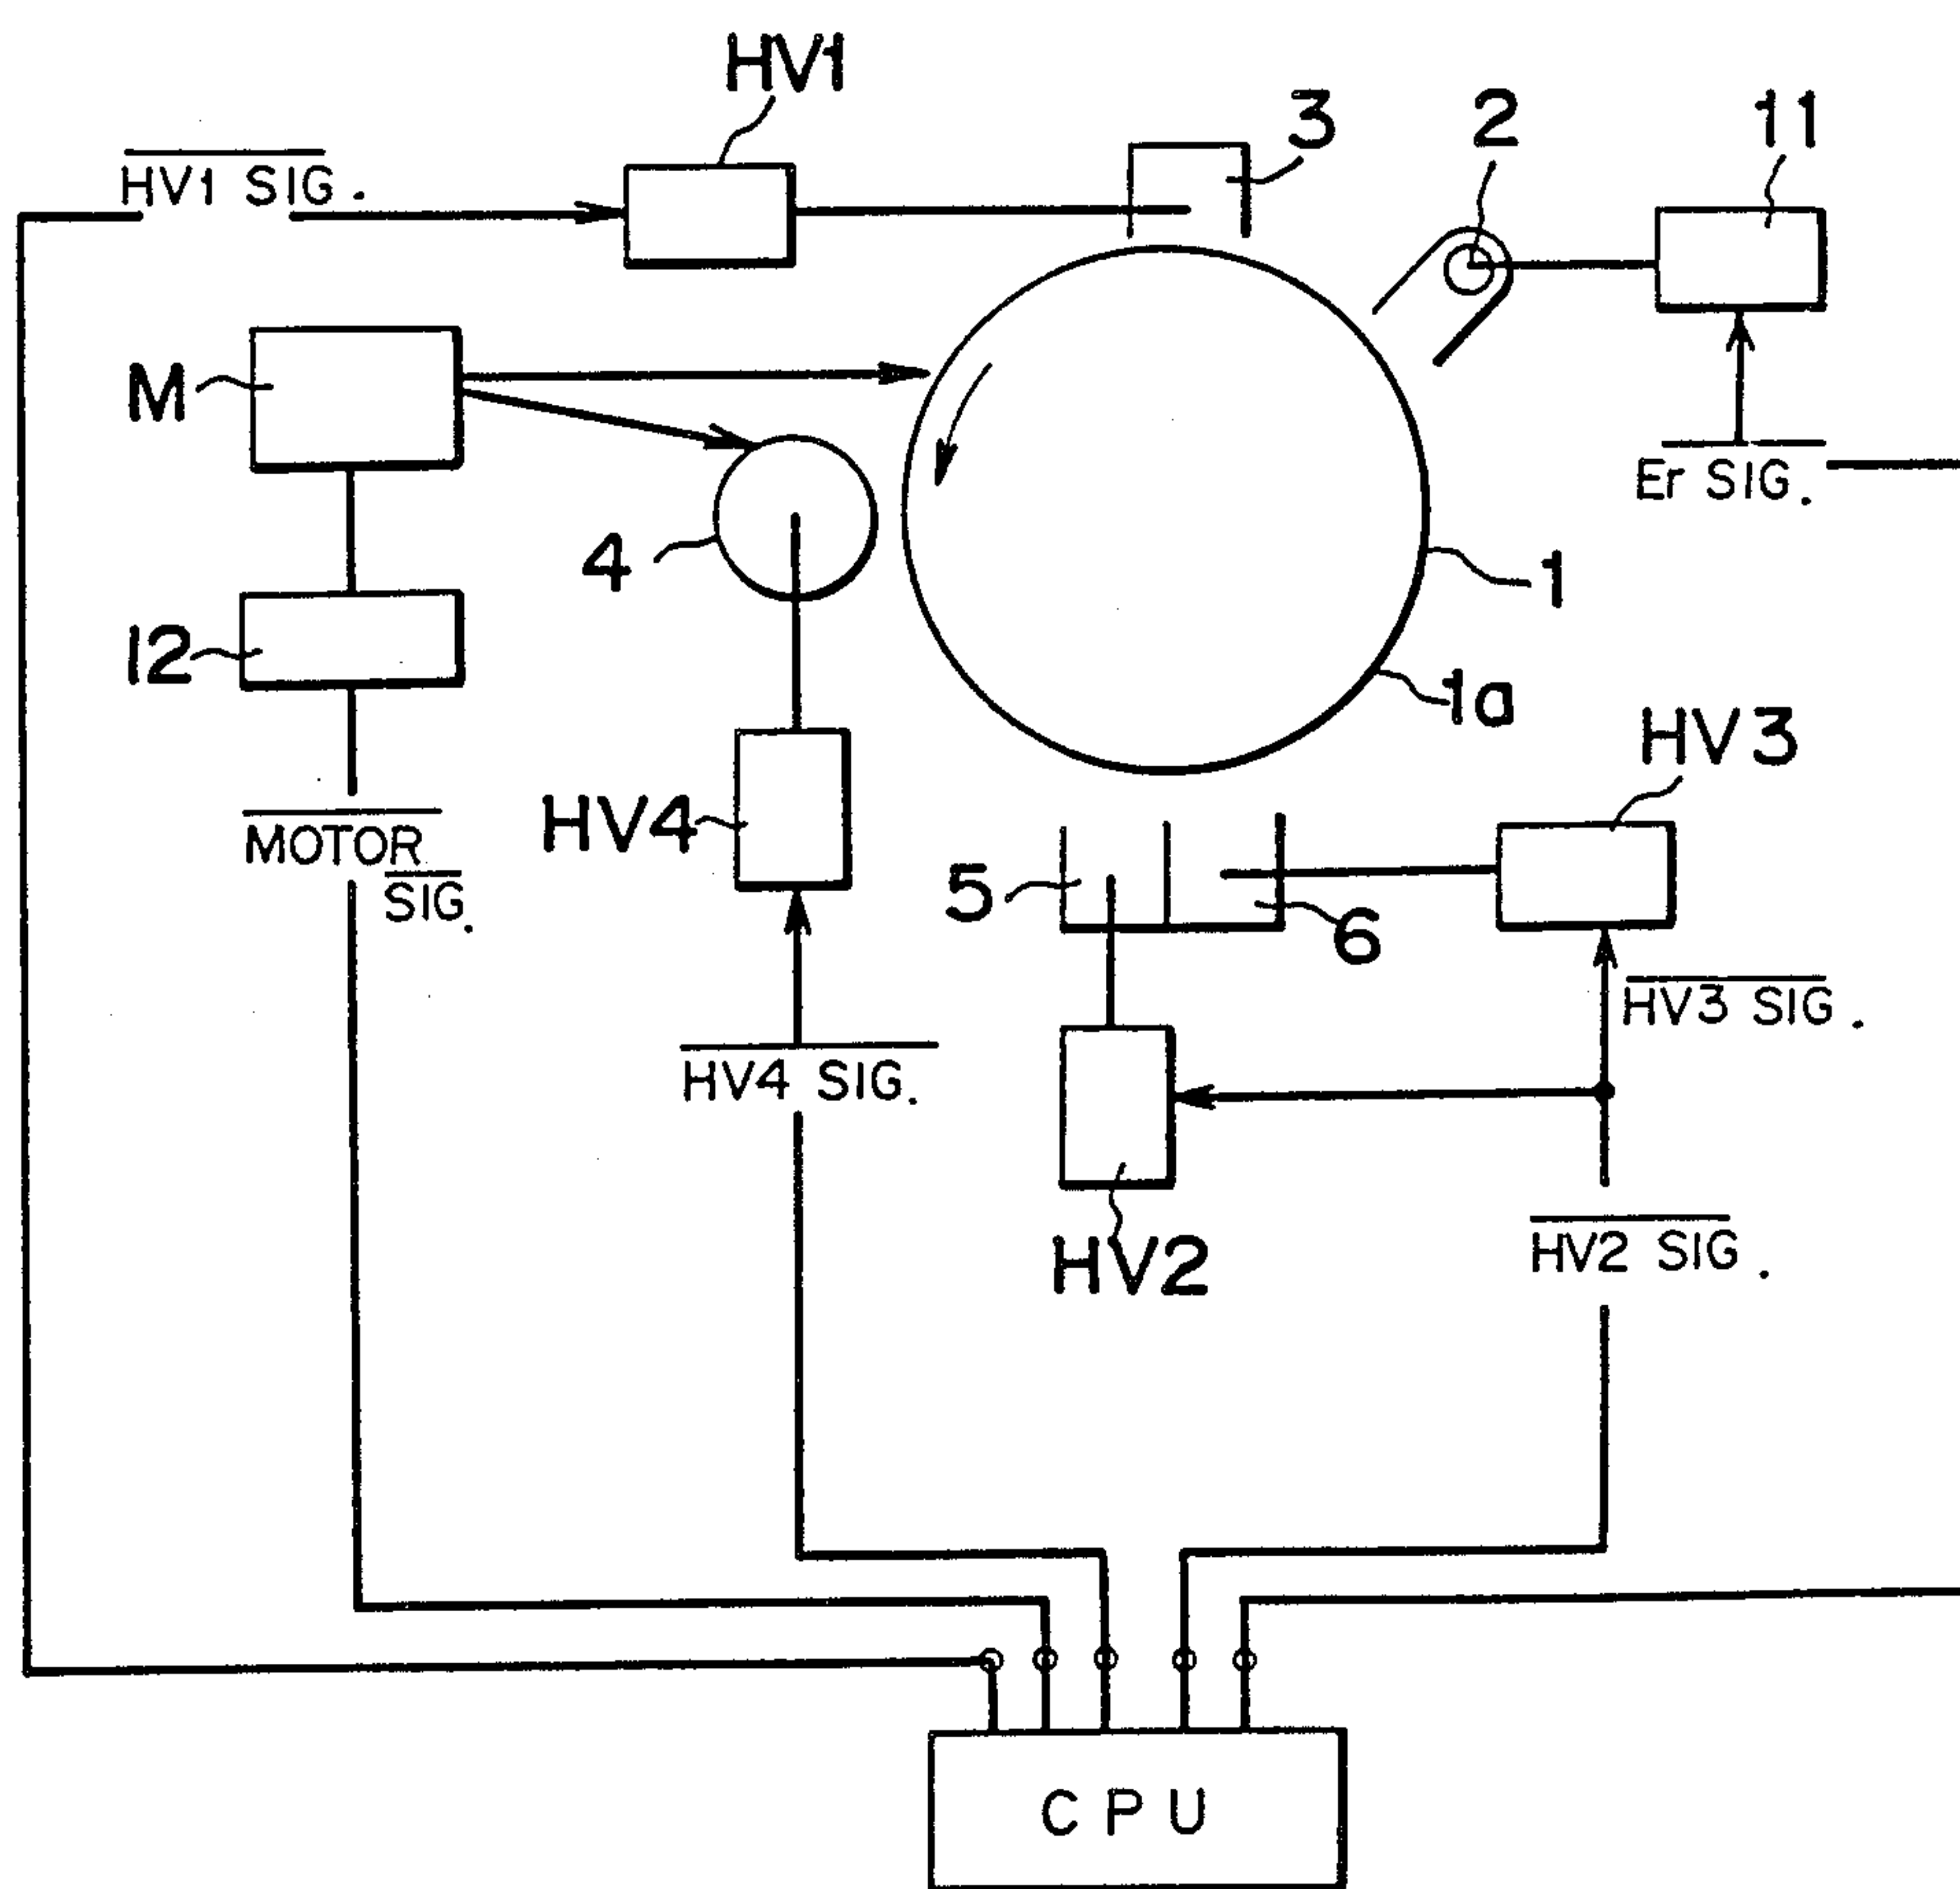 HV1
3
2
11
HV1 SIG.
M
Er SIG.
4
1
12
1a
HV3
HV4
MOTOR
SIG.
5
6
HV3 SIG.
HV4 SIG.
HV2
HV2 SIG.
CPU